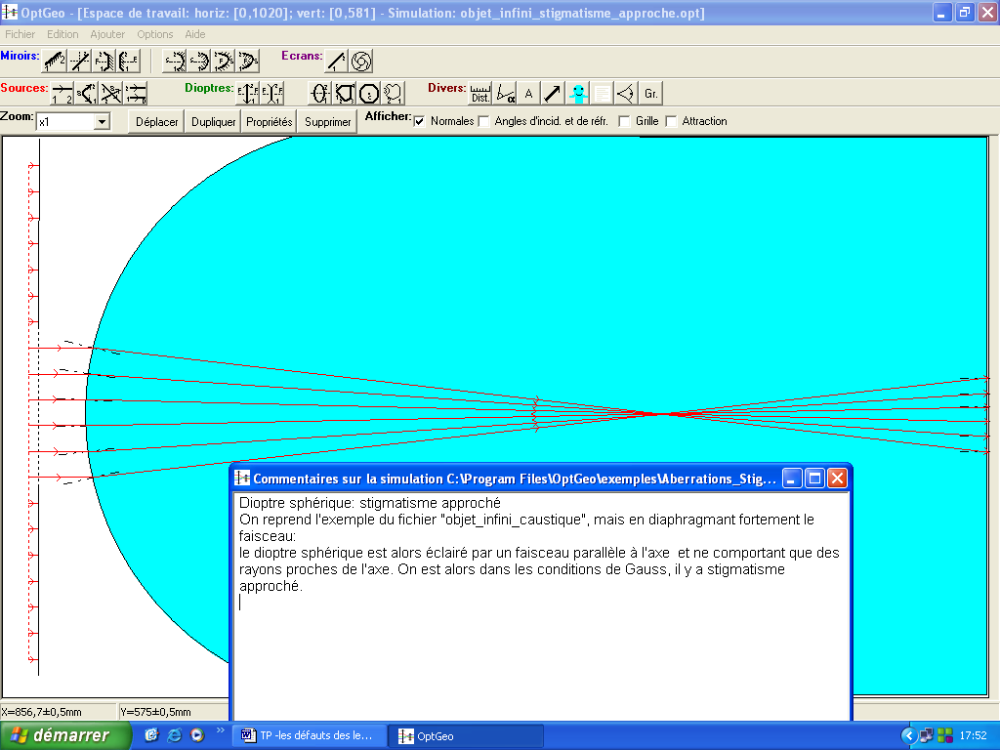 OptGeo - [Espace de travail: horiz: [0,1020]; vert: [0,581] - Simulation: objet_infini_stigmatisme_approche.opt]
Fichier Edition Ajouter Options Aide
Miroirs: Ecrans:
Sources: Dioptres: Divers: Dist. A Gr.
Zoom: x1 Déplacer Dupliquer Propriétés Supprimer Afficher: Normales Angles d'incid. et de réfr. Grille Attraction
Commentaires sur la simulation C:\Program Files\OptGeo\exemples\Aberrations_Stig...
Dioptre sphérique: stigmatisme approché
On reprend l'exemple du fichier "objet_infini_caustique", mais en diaphragmant fortement le
faisceau:
le dioptre sphérique est alors éclairé par un faisceau parallèle à l'axe et ne comportant que des
rayons proches de l'axe. On est alors dans les conditions de Gauss, il y a stigmatisme
approché.
X=856,7±0,5mm Y=575±0,5mm
démarrer TP -les défauts des le... OptGeo 17:52